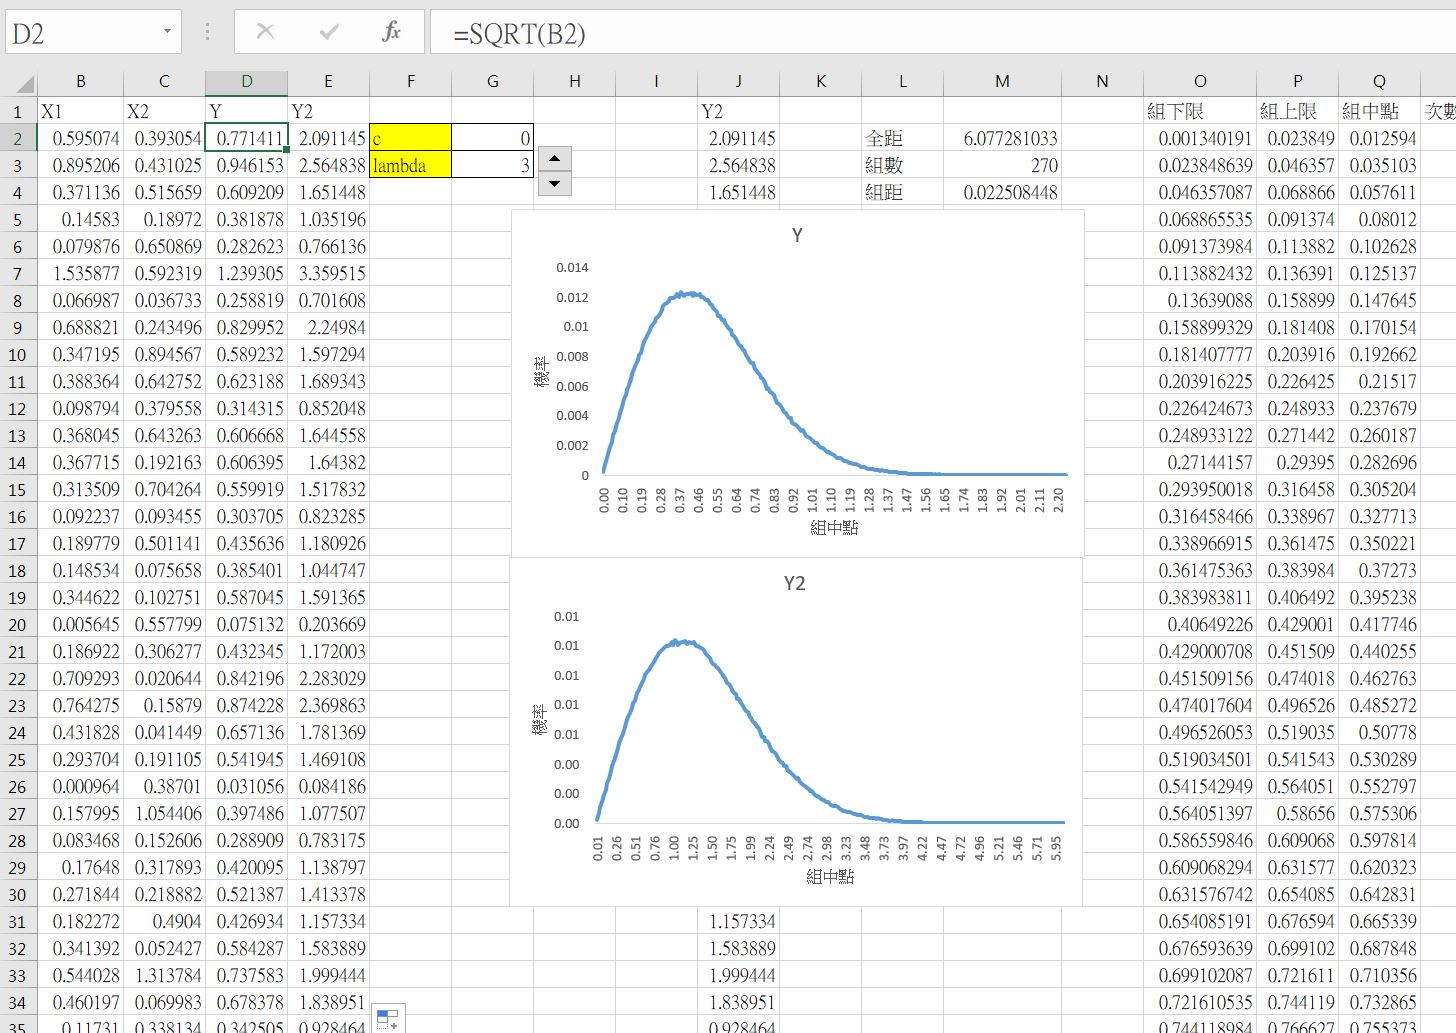 D2 fx =SQRT(B2)
B C D E F G H I J K L M N O P Q
1 X1 X2 Y Y2 Y2 組下限 組上限 組中點 次數
2 0.595074 0.393054 0.771411 2.091145 c 0 2.091145 全距 6.077281033 0.001340191 0.023849 0.012594
3 0.895206 0.431025 0.946153 2.564838 lambda 3 2.564838 組數 270 0.023848639 0.046357 0.035103
4 0.371136 0.515659 0.609209 1.651448 1.651448 組距 0.022508448 0.046357087 0.068866 0.057611
5 0.14583 0.18972 0.381878 1.035196 0.068865535 0.091374 0.08012
6 0.079876 0.650869 0.282623 0.766136 0.091373984 0.113882 0.102628
7 1.535877 0.592319 1.239305 3.359515 0.113882432 0.136391 0.125137
8 0.066987 0.036733 0.258819 0.701608 0.13639088 0.158899 0.147645
9 0.688821 0.243496 0.829952 2.24984 0.158899329 0.181408 0.170154
10 0.347195 0.894567 0.589232 1.597294 0.181407777 0.203916 0.192662
11 0.388364 0.642752 0.623188 1.689343 0.203916225 0.226425 0.21517
12 0.098794 0.379558 0.314315 0.852048 0.226424673 0.248933 0.237679
13 0.368045 0.643263 0.606668 1.644558 0.248933122 0.271442 0.260187
14 0.367715 0.192163 0.606395 1.64382 0.27144157 0.29395 0.282696
15 0.313509 0.704264 0.559919 1.517832 0.293950018 0.316458 0.305204
16 0.092237 0.093455 0.303705 0.823285 0.316458466 0.338967 0.327713
17 0.189779 0.501141 0.435636 1.180926 0.338966915 0.361475 0.350221
18 0.148534 0.075658 0.385401 1.044747 0.361475363 0.383984 0.37273
19 0.344622 0.102751 0.587045 1.591365 0.383983811 0.406492 0.395238
20 0.005645 0.557799 0.075132 0.203669 0.40649226 0.429001 0.417746
21 0.186922 0.306277 0.432345 1.172003 0.429000708 0.451509 0.440255
22 0.709293 0.020644 0.842196 2.283029 0.451509156 0.474018 0.462763
23 0.764275 0.15879 0.874228 2.369863 0.474017604 0.496526 0.485272
24 0.431828 0.041449 0.657136 1.781369 0.496526053 0.519035 0.50778
25 0.293704 0.191105 0.541945 1.469108 0.519034501 0.541543 0.530289
26 0.000964 0.38701 0.031056 0.084186 0.541542949 0.564051 0.552797
27 0.157995 1.054406 0.397486 1.077507 0.564051397 0.58656 0.575306
28 0.083468 0.152606 0.288909 0.783175 0.586559846 0.609068 0.597814
29 0.17648 0.317893 0.420095 1.138797 0.609068294 0.631577 0.620323
30 0.271844 0.218882 0.521387 1.413378 0.631576742 0.654085 0.642831
31 0.182272 0.4904 0.426934 1.157334 1.157334 0.654085191 0.676594 0.665339
32 0.341392 0.052427 0.584287 1.583889 1.583889 0.676593639 0.699102 0.687848
33 0.544028 1.313784 0.737583 1.999444 1.999444 0.699102087 0.721611 0.710356
34 0.460197 0.069983 0.678378 1.838951 1.838951 0.721610535 0.744119 0.732865
35 0.11731 0.338134 0.342505 0.928464 0.928464 0.744118984 0.766627 0.755373
Y
0.014
0.012
0.01
0.008
0.006
0.004
0.002
0
機率
0.00 0.10 0.19 0.28 0.37 0.46 0.55 0.64 0.74 0.83 0.92 1.01 1.10 1.19 1.28 1.37 1.47 1.56 1.65 1.74 1.83 1.92 2.01 2.11 2.20
組中點
Y2
0.01
0.01
0.01
0.01
0.01
0.00
0.00
0.00
機率
0.01 0.26 0.51 0.76 1.00 1.25 1.50 1.75 1.99 2.24 2.49 2.74 2.98 3.23 3.48 3.73 3.97 4.22 4.47 4.72 4.96 5.21 5.46 5.71 5.95
組中點